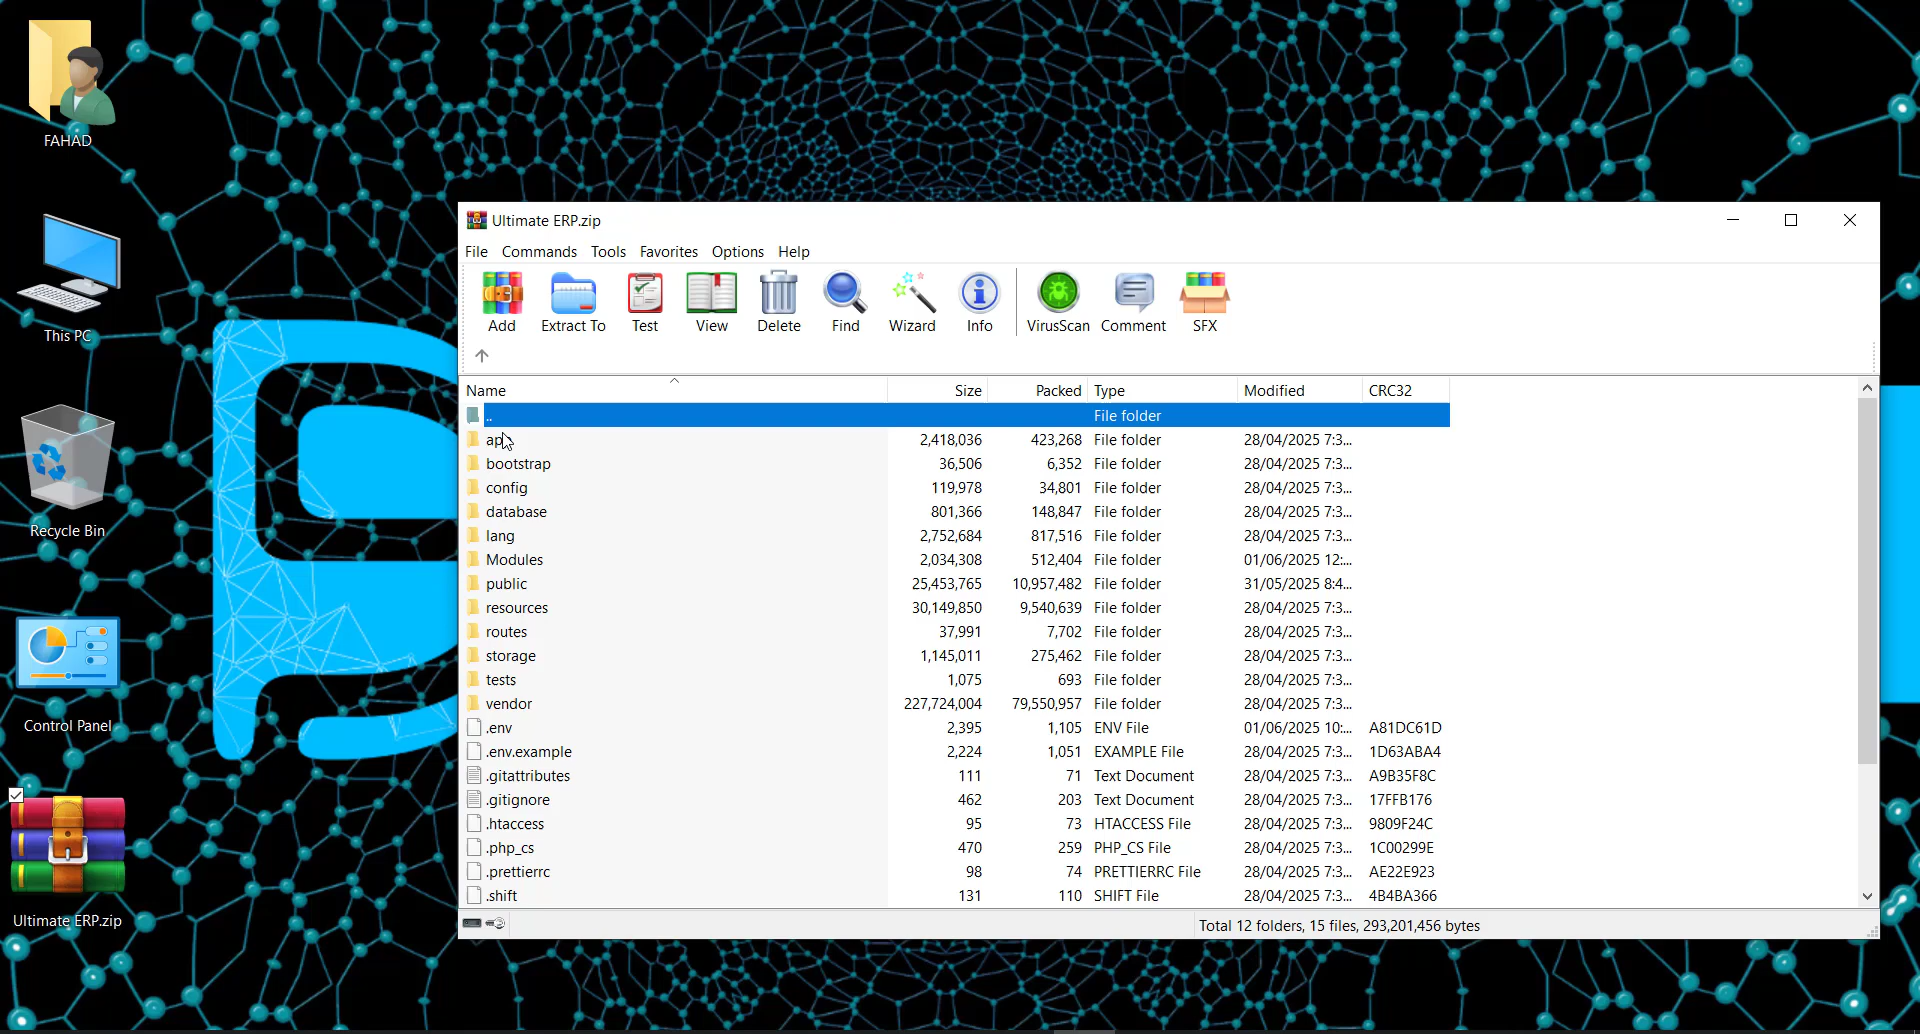 FAHAD
This PC
Recycle Bin
Control Panel
Ultimate ERP.zip
Ultimate ERP.zip
File Commands Tools Favorites Options Help
Add Extract To Test View Delete Find Wizard Info VirusScan Comment SFX
Name Size Packed Type Modified CRC32
.. File folder
app 2,418,036 423,268 File folder 28/04/2025 7:3...
bootstrap 36,506 6,352 File folder 28/04/2025 7:3...
config 119,978 34,801 File folder 28/04/2025 7:3...
database 801,366 148,847 File folder 28/04/2025 7:3...
lang 2,752,684 817,516 File folder 28/04/2025 7:3...
Modules 2,034,308 512,404 File folder 01/06/2025 12:...
public 25,453,765 10,957,482 File folder 31/05/2025 8:4...
resources 30,149,850 9,540,639 File folder 28/04/2025 7:3...
routes 37,991 7,702 File folder 28/04/2025 7:3...
storage 1,145,011 275,462 File folder 28/04/2025 7:3...
tests 1,075 693 File folder 28/04/2025 7:3...
vendor 227,724,004 79,550,957 File folder 28/04/2025 7:3...
.env 2,395 1,105 ENV File 01/06/2025 10:... A81DC61D
.env.example 2,224 1,051 EXAMPLE File 28/04/2025 7:3... 1D63ABA4
.gitattributes 111 71 Text Document 28/04/2025 7:3... A9B35F8C
.gitignore 462 203 Text Document 28/04/2025 7:3... 17FFB176
.htaccess 95 73 HTACCESS File 28/04/2025 7:3... 9809F24C
.php_cs 470 259 PHP_CS File 28/04/2025 7:3... 1C00299E
.prettierrc 98 74 PRETTIERRC File 28/04/2025 7:3... AE22E923
.shift 131 110 SHIFT File 28/04/2025 7:3... 4B4BA366
Total 12 folders, 15 files, 293,201,456 bytes